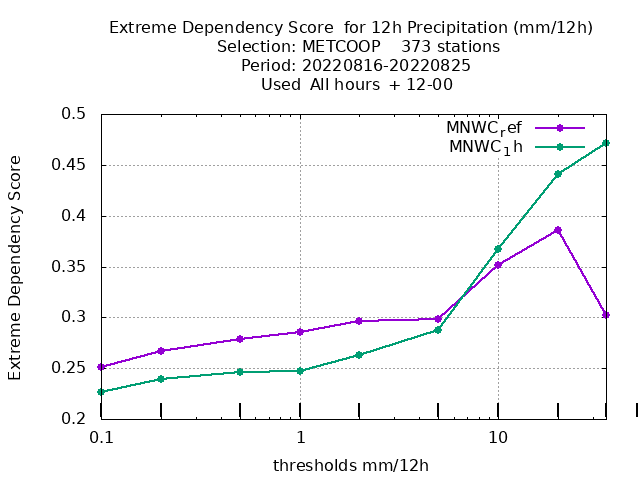 Extreme Dependency Score  for 12h Precipitation (mm/12h)
Selection: METCOOP    373 stations
Period: 20220816-20220825
Used  All hours  + 12-00
0.5
MNWC_ref
MNWC_1h
0.45
0.4
0.35
0.3
0.25
0.2
0.1
1
10
Extreme Dependency Score
thresholds mm/12h